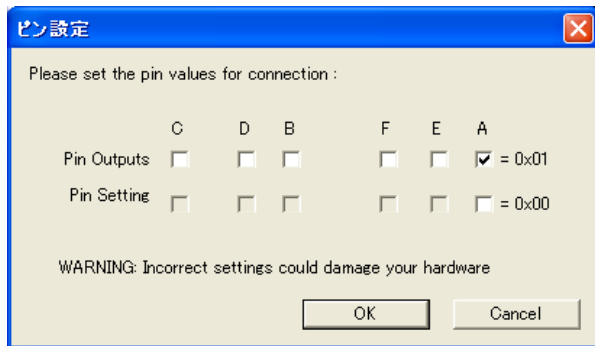 ピン設定
Please set the pin values for connection :
C D B F E A
Pin Outputs = 0x01
Pin Setting = 0x00
WARNING: Incorrect settings could damage your hardware
OK Cancel